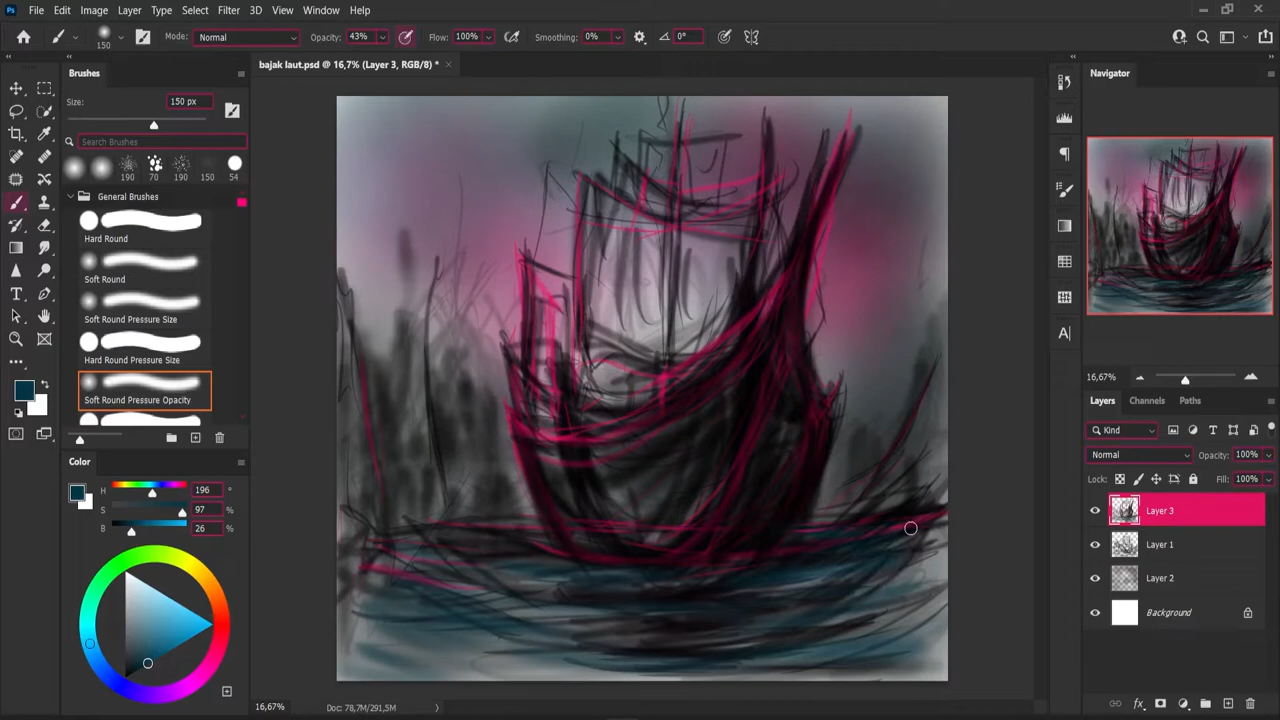 Ps File Edit Image Layer Type Select Filter 3D View Window Help
150 Mode: Normal Opacity: 43% Flow: 100% Smoothing: 0% 0°
bajak laut.psd @ 16,7% (Layer 3, RGB/8) *
Brushes
Size: 150 px
Search Brushes
190 70 190 150 54
General Brushes
Hard Round
Soft Round
Soft Round Pressure Size
Hard Round Pressure Size
Soft Round Pressure Opacity
Color
H 196 °
S 97 %
B 26 %
16,67% Doc: 78,7M/291,5M
Navigator
16,67%
Layers Channels Paths
Kind
Normal Opacity: 100%
Lock: Fill: 100%
Layer 3
Layer 1
Layer 2
Background